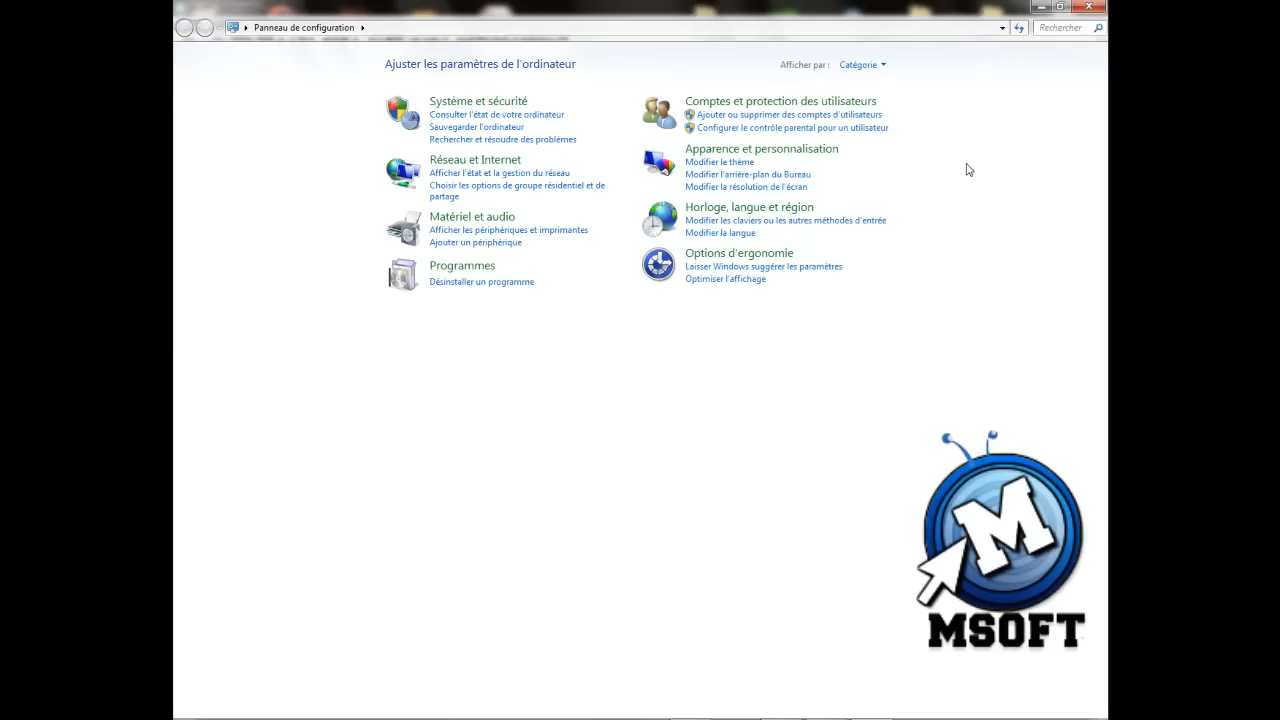 Panneau de configuration
Rechercher
Ajuster les paramètres de l'ordinateur
Afficher par :
Catégorie
Système et sécurité
Consulter l'état de votre ordinateur
Sauvegarder l'ordinateur
Rechercher et résoudre des problèmes
Réseau et Internet
Afficher l'état et la gestion du réseau
Choisir les options de groupe résidentiel et de
partage
Matériel et audio
Afficher les périphériques et imprimantes
Ajouter un périphérique
Programmes
Désinstaller un programme
Comptes et protection des utilisateurs
Ajouter ou supprimer des comptes d'utilisateurs
Configurer le contrôle parental pour un utilisateur
Apparence et personnalisation
Modifier le thème
Modifier l'arrière-plan du Bureau
Modifier la résolution de l'écran
Horloge, langue et région
Modifier les claviers ou les autres méthodes d'entrée
Modifier la langue
Options d'ergonomie
Laisser Windows suggérer les paramètres
Optimiser l'affichage
M
MSOFT